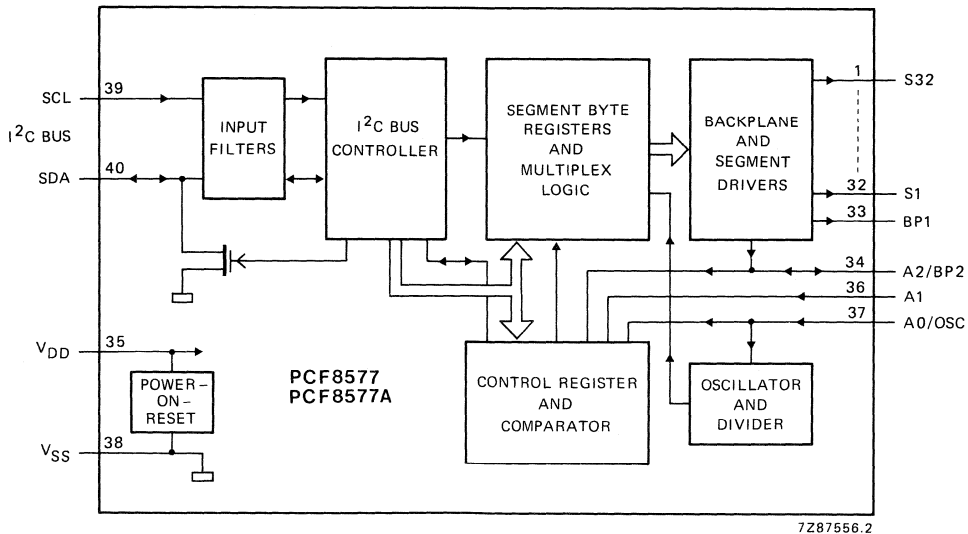 39
SCL
I²C BUS
40
SDA
INPUT
FILTERS
I²C BUS
CONTROLLER
SEGMENT BYTE
REGISTERS
AND
MULTIPLEX
LOGIC
BACKPLANE
AND
SEGMENT
DRIVERS
1
S32
32
S1
33
BP1
34
A2/BP2
36
A1
37
A0/OSC
VDD
35
POWER–
ON–
RESET
VSS
38
PCF8577
PCF8577A
CONTROL REGISTER
AND
COMPARATOR
OSCILLATOR
AND
DIVIDER
7Z87556.2